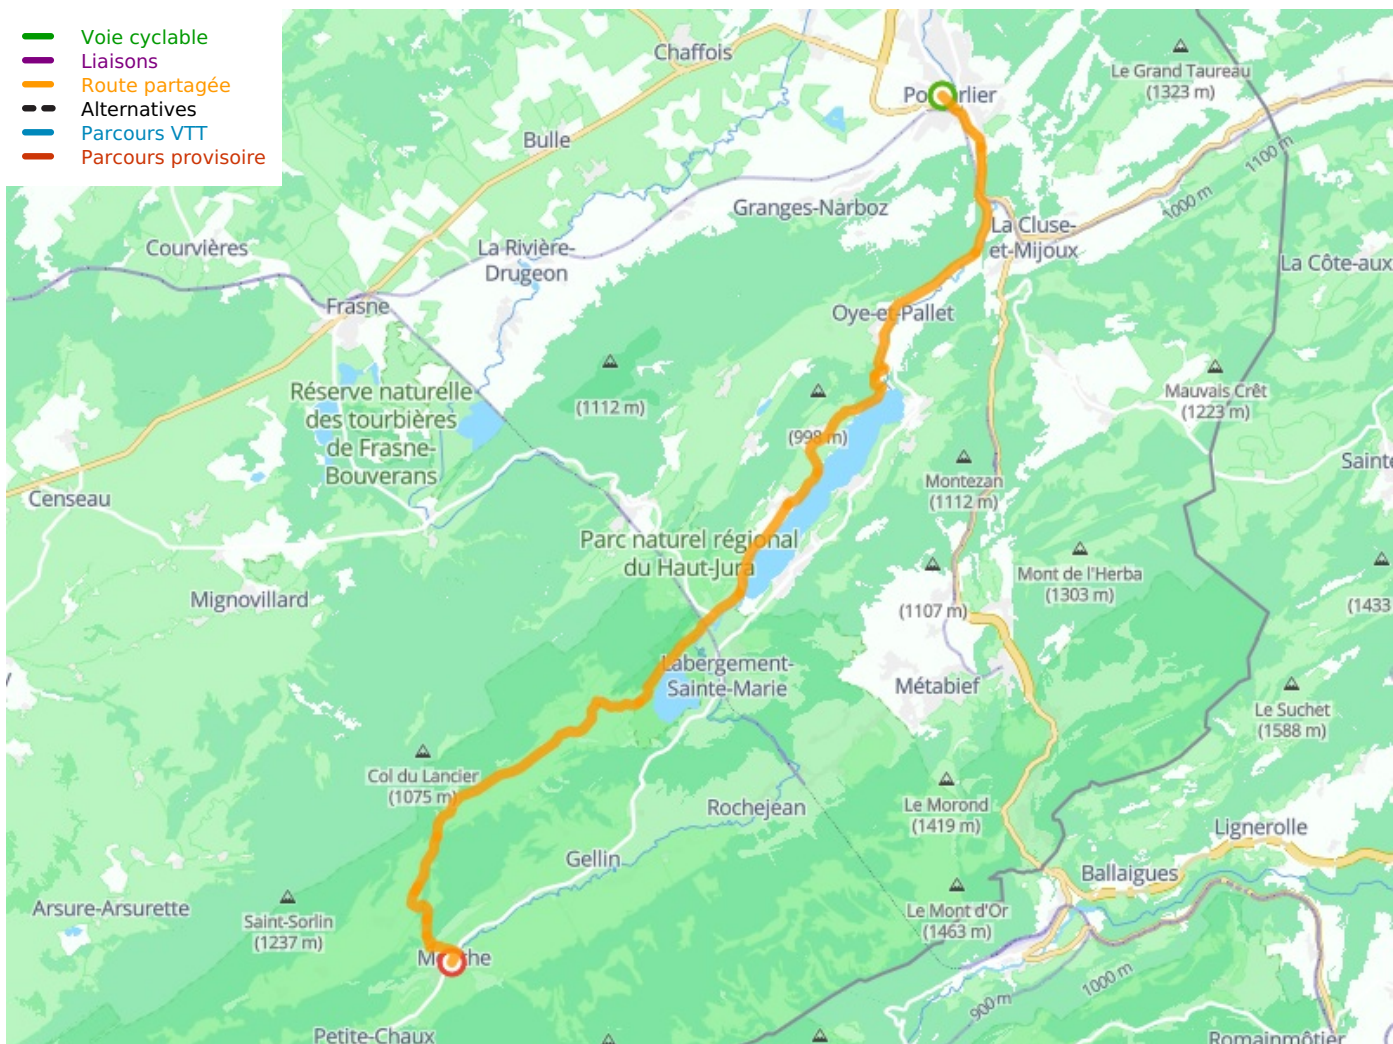 Voie cyclable
Liaisons
Route partagée
Alternatives
Parcours VTT
Parcours provisoire
Chaffois
Le Grand Taureau
(1323 m)
Bulle
1100 m
1000 m
Granges-Narboz
Courvières
La Rivière-
Drugeon
La Cluse-
et-Mijoux
La Côte-aux
Frasne
Oye-et-Pallet
Réserve naturelle
des tourbières
de Frasne-
Bouverans
(1112 m)
Mauvais Crêt
(1223 m)
(998 m)
Sainte
Censeau
Montezan
(1112 m)
Parc naturel régional
du Haut-Jura
Mont de l'Herba
(1303 m)
Mignovillard
(1107 m)
(1433
Labergement-
Sainte-Marie
Métabief
Le Suchet
(1588 m)
Col du Lancier
(1075 m)
Rochejean
Le Morond
(1419 m)
Lignerolle
Gellin
Ballaigues
Arsure-Arsurette
Saint-Sorlin
(1237 m)
Le Mont d'Or
(1463 m)
1000 m
900 m
Petite-Chaux
Romainmôtier